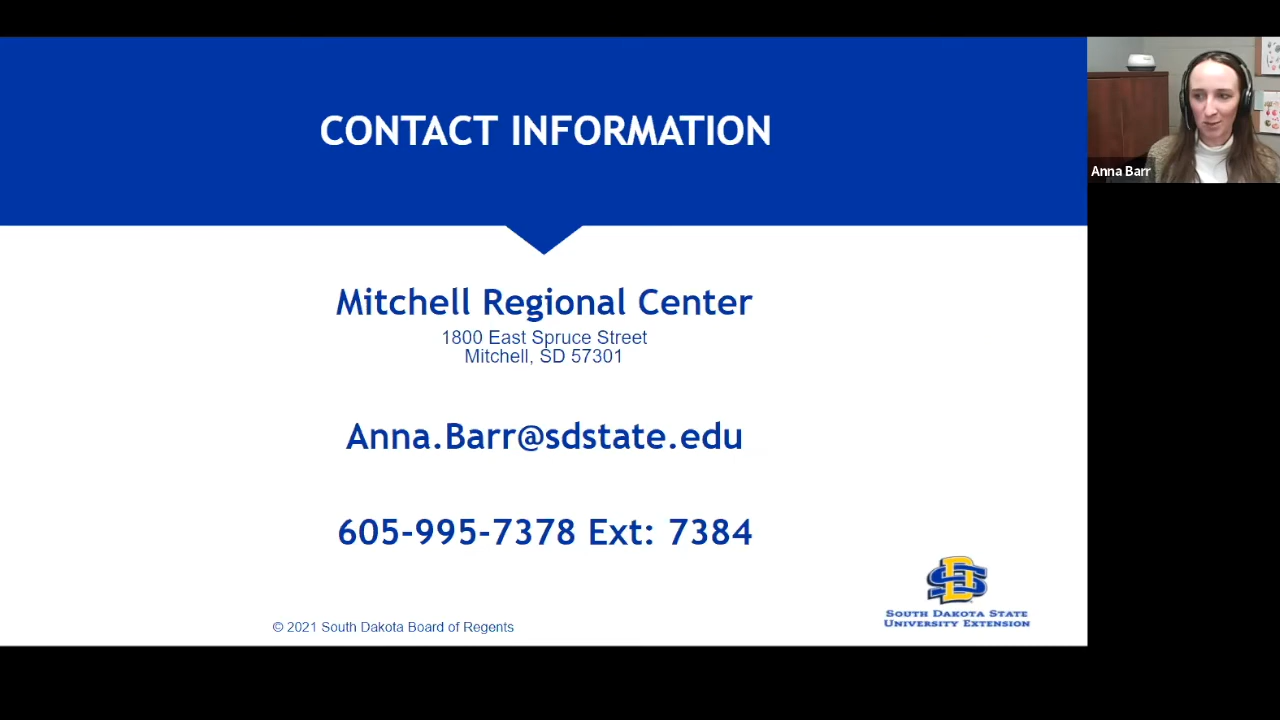 CONTACT INFORMATION
Anna Barr
Mitchell Regional Center
1800 East Spruce Street
Mitchell, SD 57301
Anna.Barr@sdstate.edu
605-995-7378 Ext: 7384
SD
SOUTH DAKOTA STATE
UNIVERSITY EXTENSION
© 2021 South Dakota Board of Regents